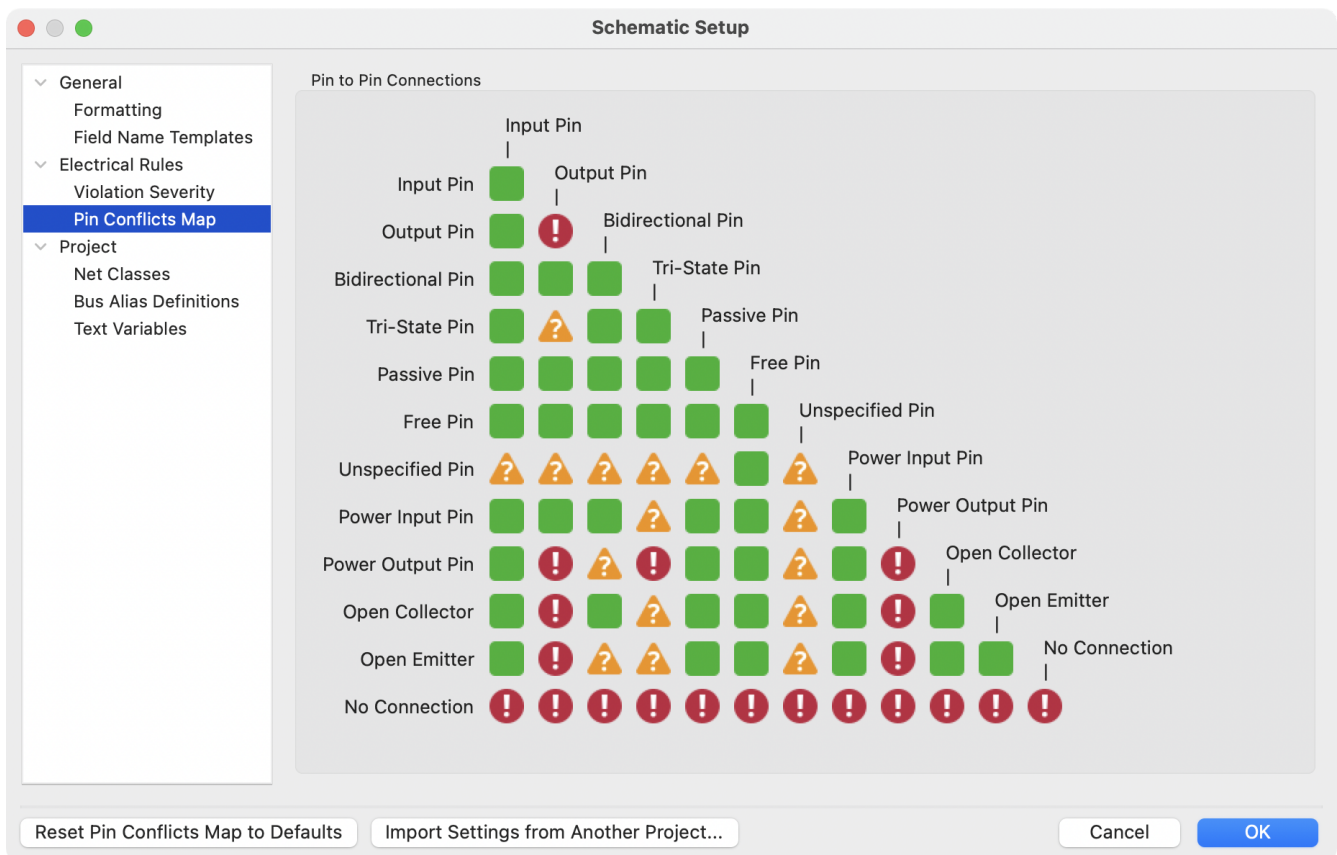 Schematic Setup
General
Formatting
Field Name Templates
Electrical Rules
Violation Severity
Pin Conflicts Map
Project
Net Classes
Bus Alias Definitions
Text Variables
Pin to Pin Connections
Input Pin
Input Pin
Output Pin
Output Pin
Bidirectional Pin
Bidirectional Pin
Tri-State Pin
Tri-State Pin
Passive Pin
Passive Pin
Free Pin
Free Pin
Unspecified Pin
Unspecified Pin
Power Input Pin
Power Input Pin
Power Output Pin
Power Output Pin
Open Collector
Open Collector
Open Emitter
Open Emitter
No Connection
No Connection
Reset Pin Conflicts Map to Defaults
Import Settings from Another Project...
Cancel
OK